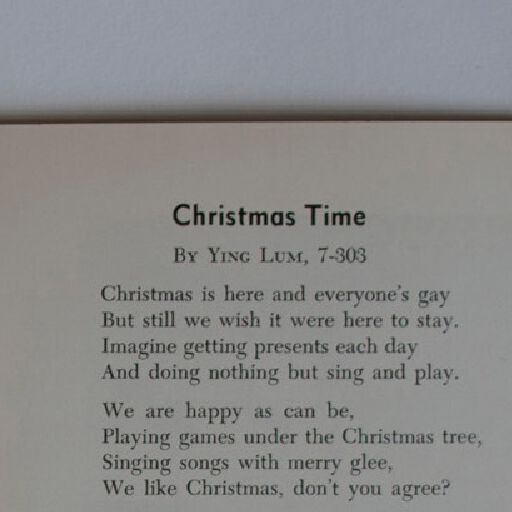 Christmas Time
By Ying Lum, 7-303
Christmas is here and everyone's gay
But still we wish it were here to stay.
Imagine getting presents each day
And doing nothing but sing and play.
We are happy as can be,
Playing games under the Christmas tree,
Singing songs with merry glee,
We like Christmas, don't you agree?